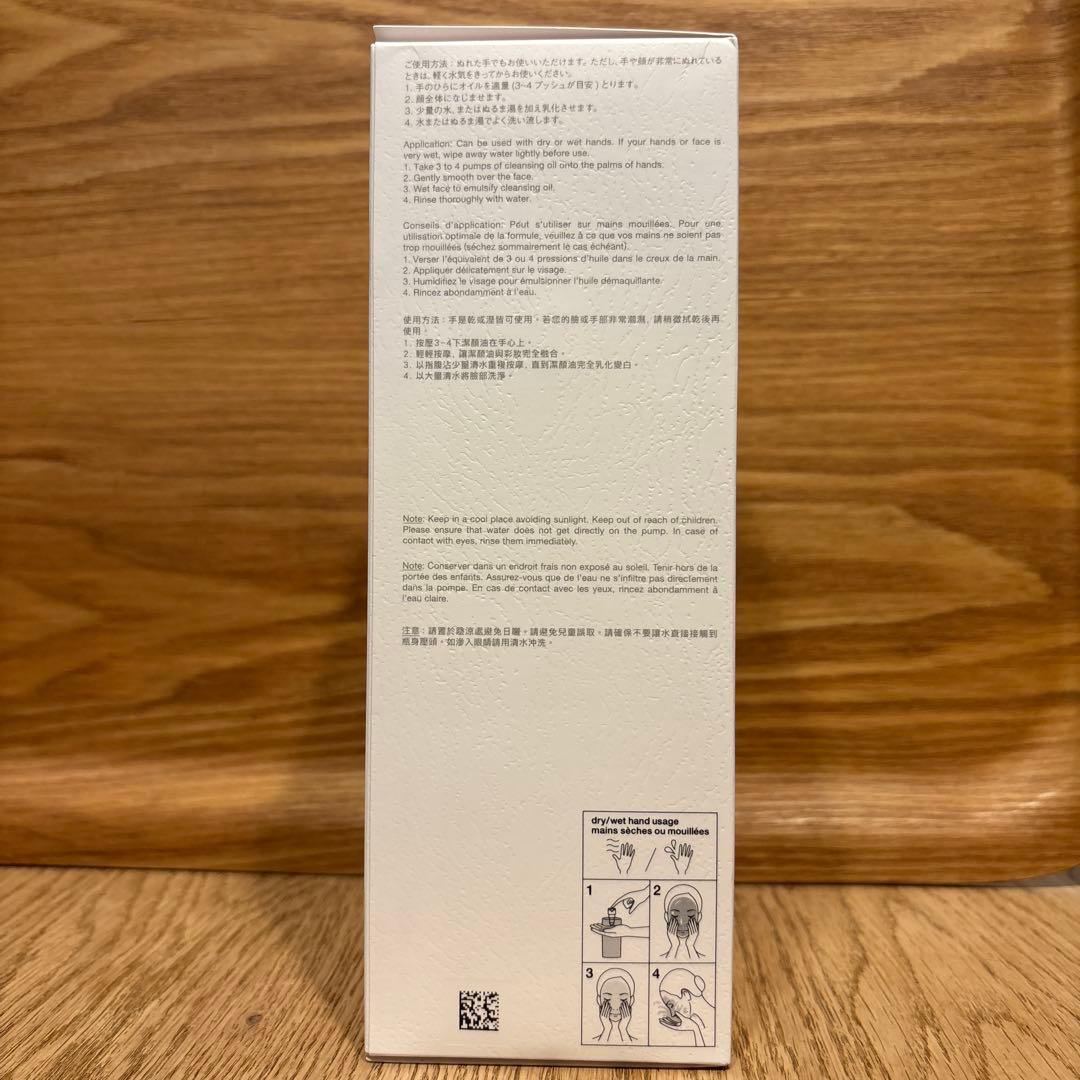 ご使用方法：ぬれた手でもお使いいただけます。ただし、手や顔が非常にぬれている
ときは、軽く水気をきってからお使いください。
1. 手のひらにオイルを適量 (3~4 プッシュが目安) とります。
2. 顔全体になじませます。
3. 少量の水、またはぬるま湯を加え乳化させます。
4. 水またはぬるま湯でよく洗い流します。
Application: Can be used with dry or wet hands. If your hands or face is
very wet, wipe away water lightly before use.
1. Take 3 to 4 pumps of cleansing oil onto the palms of hands.
2. Gently smooth over the face.
3. Wet face to emulsify cleansing oil.
4. Rinse thoroughly with water.
Conseils d'application: Peut s'utiliser sur mains mouillées. Pour une
utilisation optimale de la formule, veuillez à ce que vos mains ne soient pas
trop mouillées (séchez sommairement le cas échéant).
1. Verser l'équivalent de 3 ou 4 pressions d'huile dans le creux de la main.
2. Appliquer délicatement sur le visage.
3. Humidifiez le visage pour émulsionner l'huile démaquillante.
4. Rincez abondamment à l'eau.
使用方法：手是乾或溼皆可使用。若您的臉或手部非常潮濕，請稍微拭乾後再
使用。
1. 按壓3~4下潔顏油在手心上。
2. 輕輕按摩，讓潔顏油與彩妝完全融合。
3. 以指腹沾少量清水重複按摩，直到潔顏油完全乳化變白。
4. 以大量清水將臉部洗淨。
Note: Keep in a cool place avoiding sunlight. Keep out of reach of children.
Please ensure that water does not get directly on the pump. In case of
contact with eyes, rinse them immediately.
Note: Conserver dans un endroit frais non exposé au soleil. Tenir hors de la
portée des enfants. Assurez-vous que de l'eau ne s'infiltre pas directement
dans la pompe. En cas de contact avec les yeux, rincez abondamment à
l'eau claire.
注意：請置於陰涼處避免日曬。請避免兒童誤取。請確保不要讓水直接接觸到
瓶身壓頭。如滲入眼睛請用清水沖洗。
dry/wet hand usage
mains sèches ou mouillées
1
2
3
4